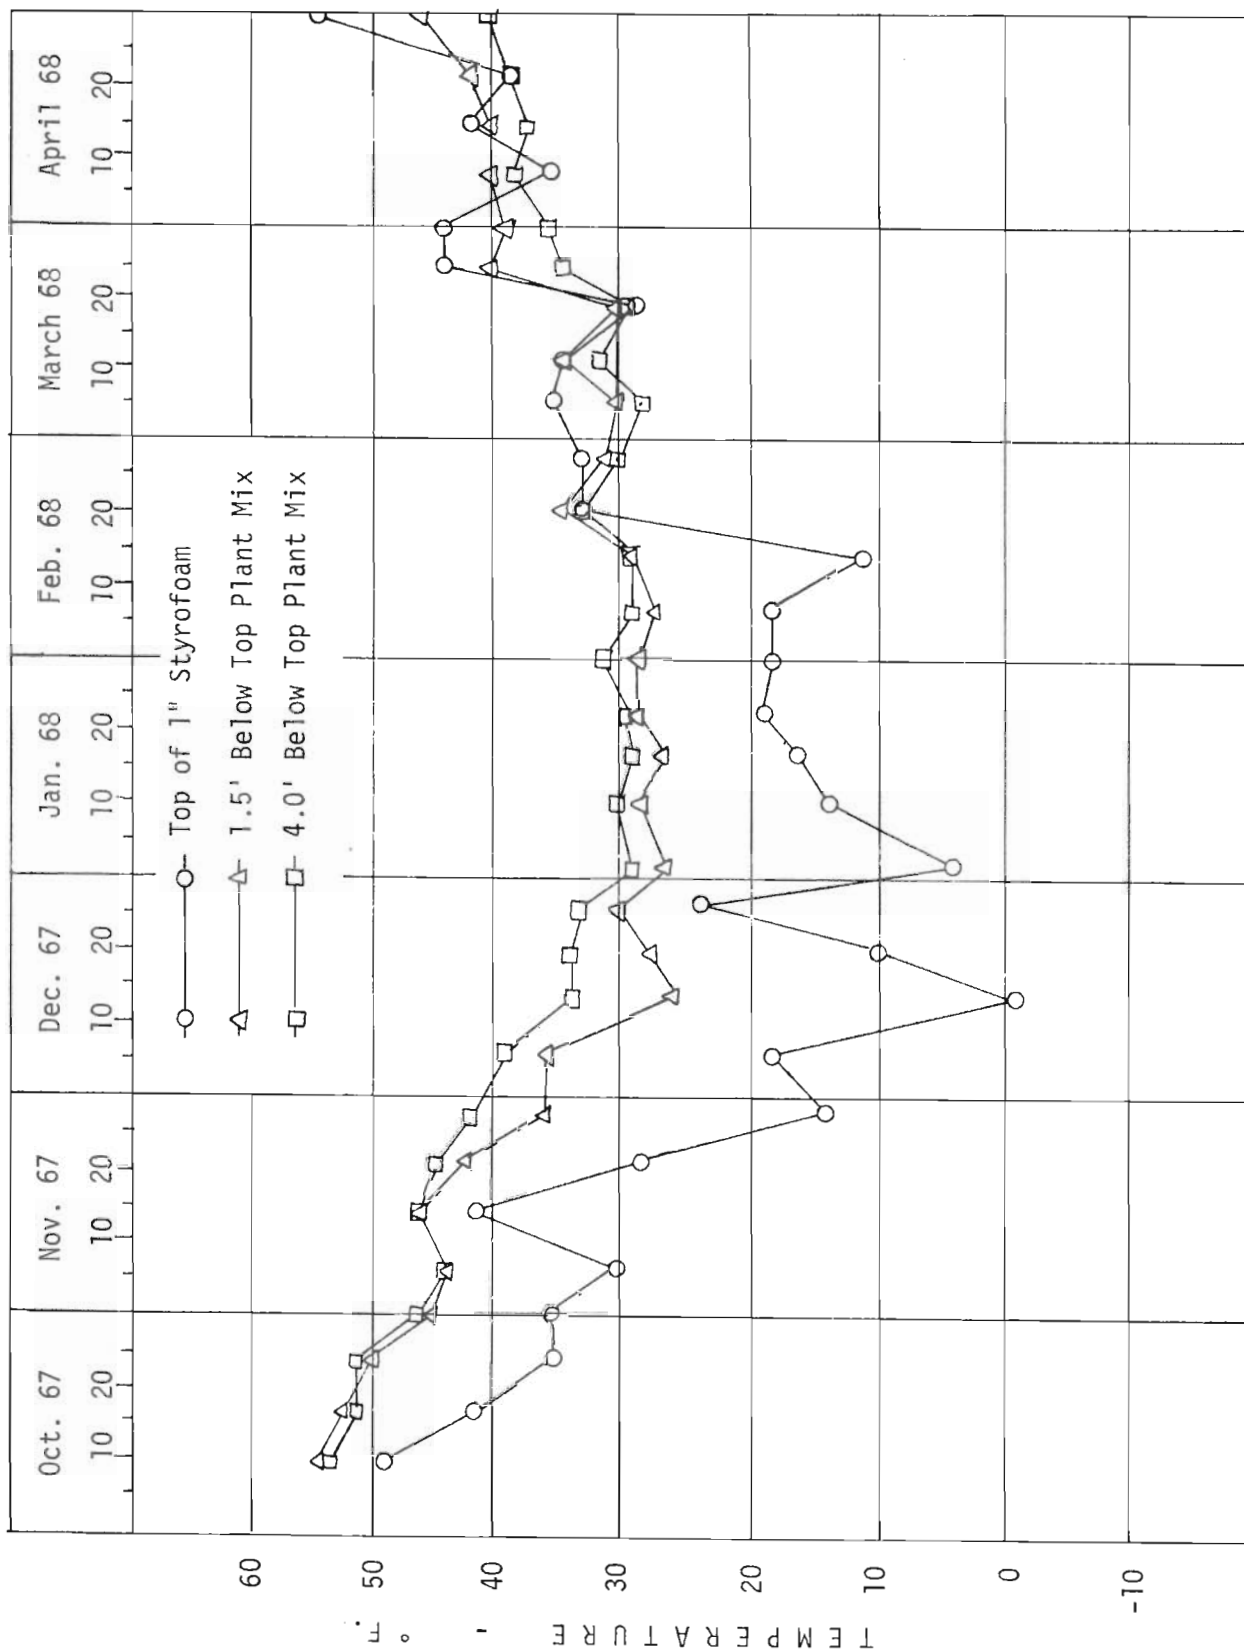 Oct. 67 Nov. 67 Dec. 67 Jan. 68 Feb. 68 March 68 April 68
10 20 10 20 10 20 10 20 10 20 10 20 10 20
Top of 1" Styrofoam
1.5' Below Top Plant Mix
4.0' Below Top Plant Mix
60
50
40
30
20
10
0
-10
TEMPERATURE - °F.